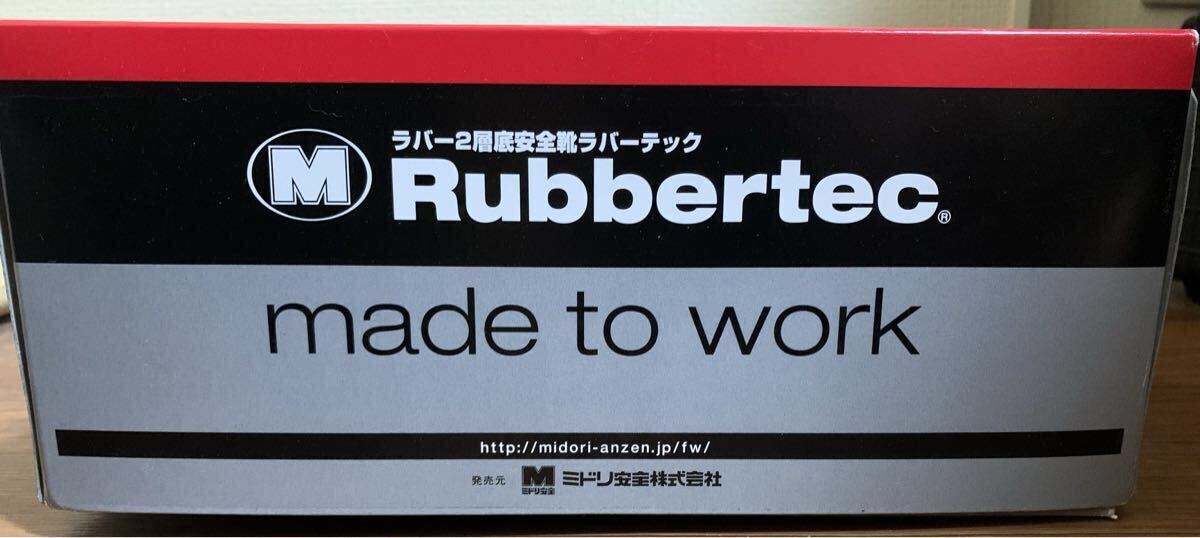 ラバー2層底安全靴ラバーテック
M Rubbertec®
made to work
http://midori-anzen.jp/fw/
発売元 M ミドリ安全 ミドリ安全株式会社